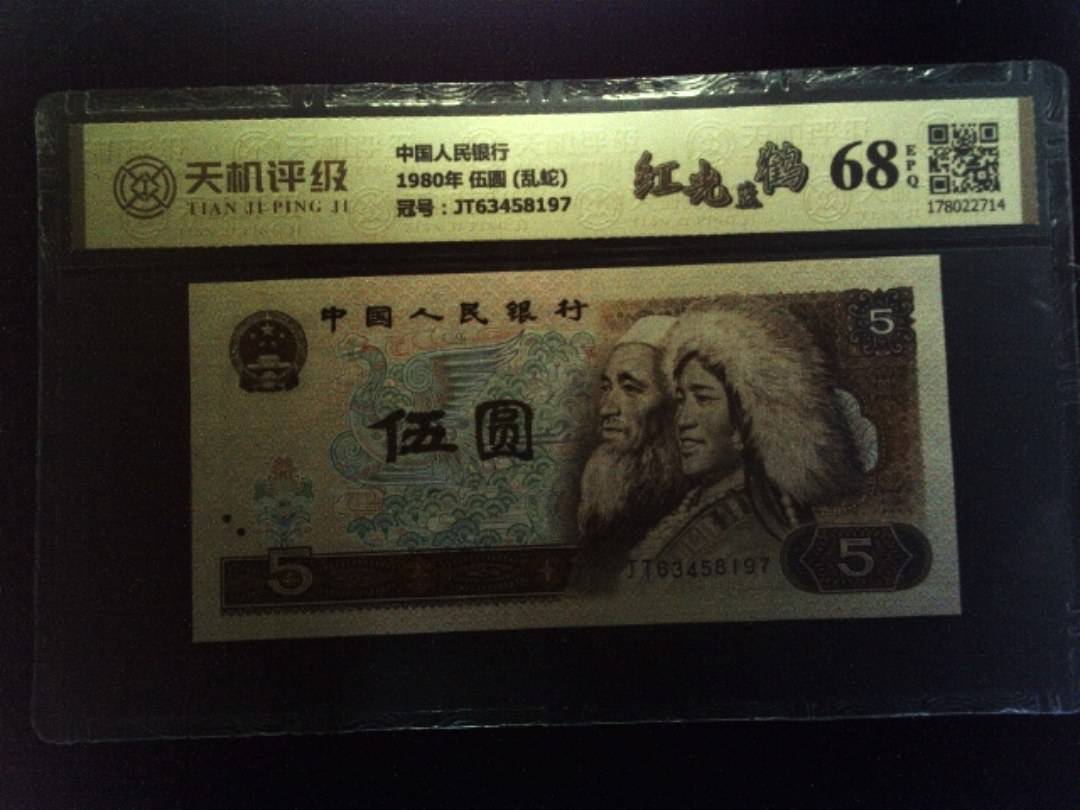 天机评级
TIAN JI PING JI
中国人民银行
1980年 伍圆 (乱蛇)
冠号：JT63458197
红光蓝鹤
68
EPQ
178022714
中国人民银行
5
伍圆
5
JT63458197
5